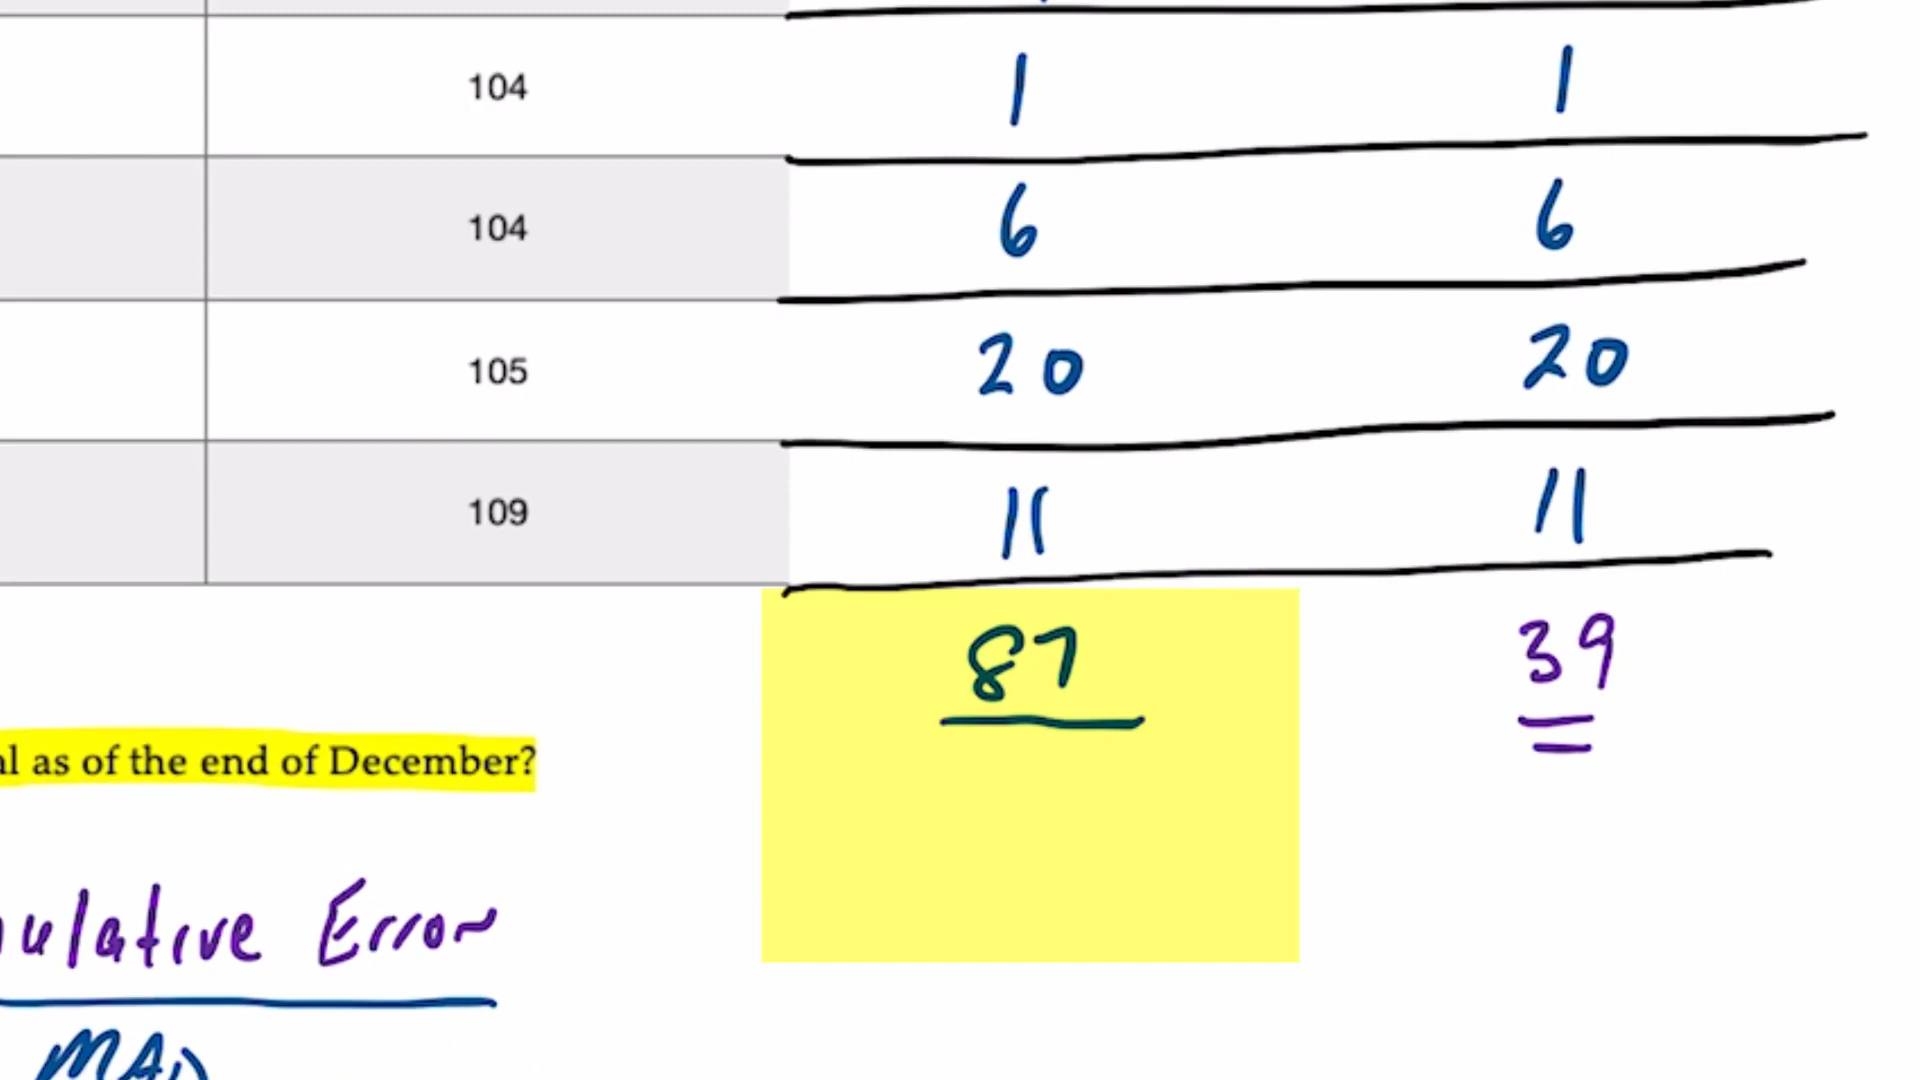 104 1 1
104 6 6
105 20 20
109 11 11
87 39
as of the end of December?
Error
MAD